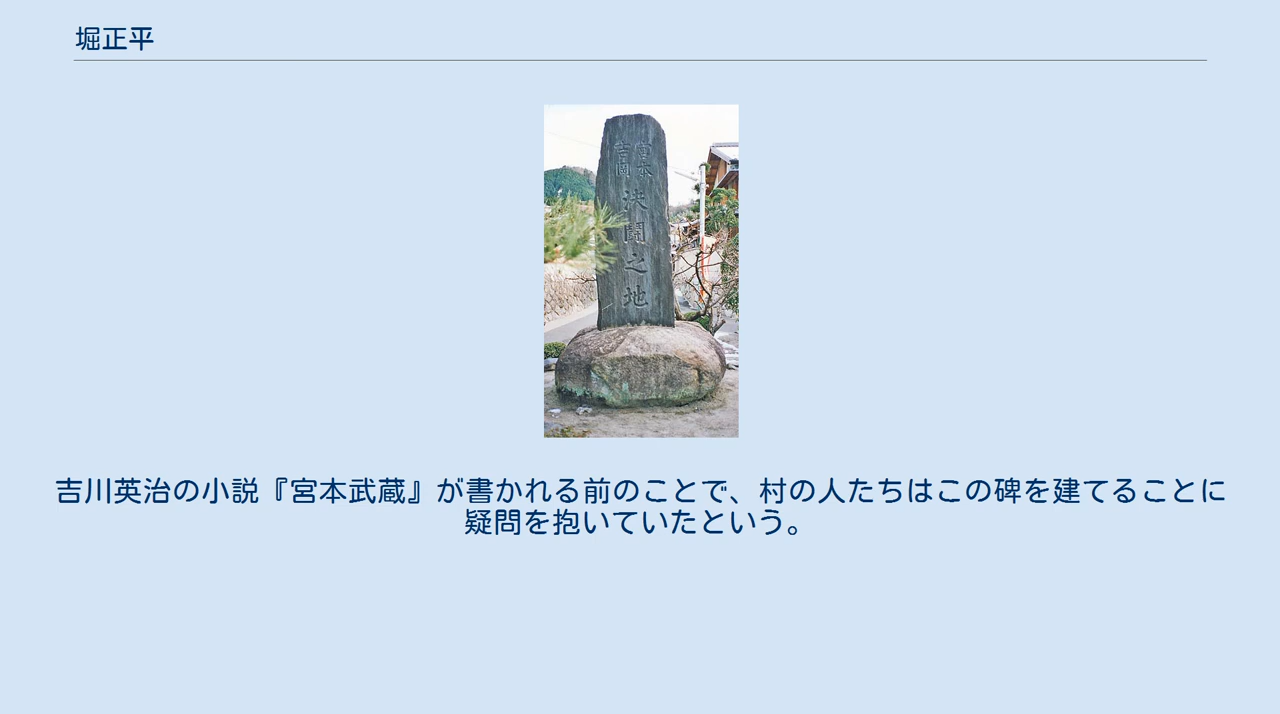 堀正平
宮本
吉岡
決闘之地
吉川英治の小説『宮本武蔵』が書かれる前のことで、村の人たちはこの碑を建てることに
疑問を抱いていたという。